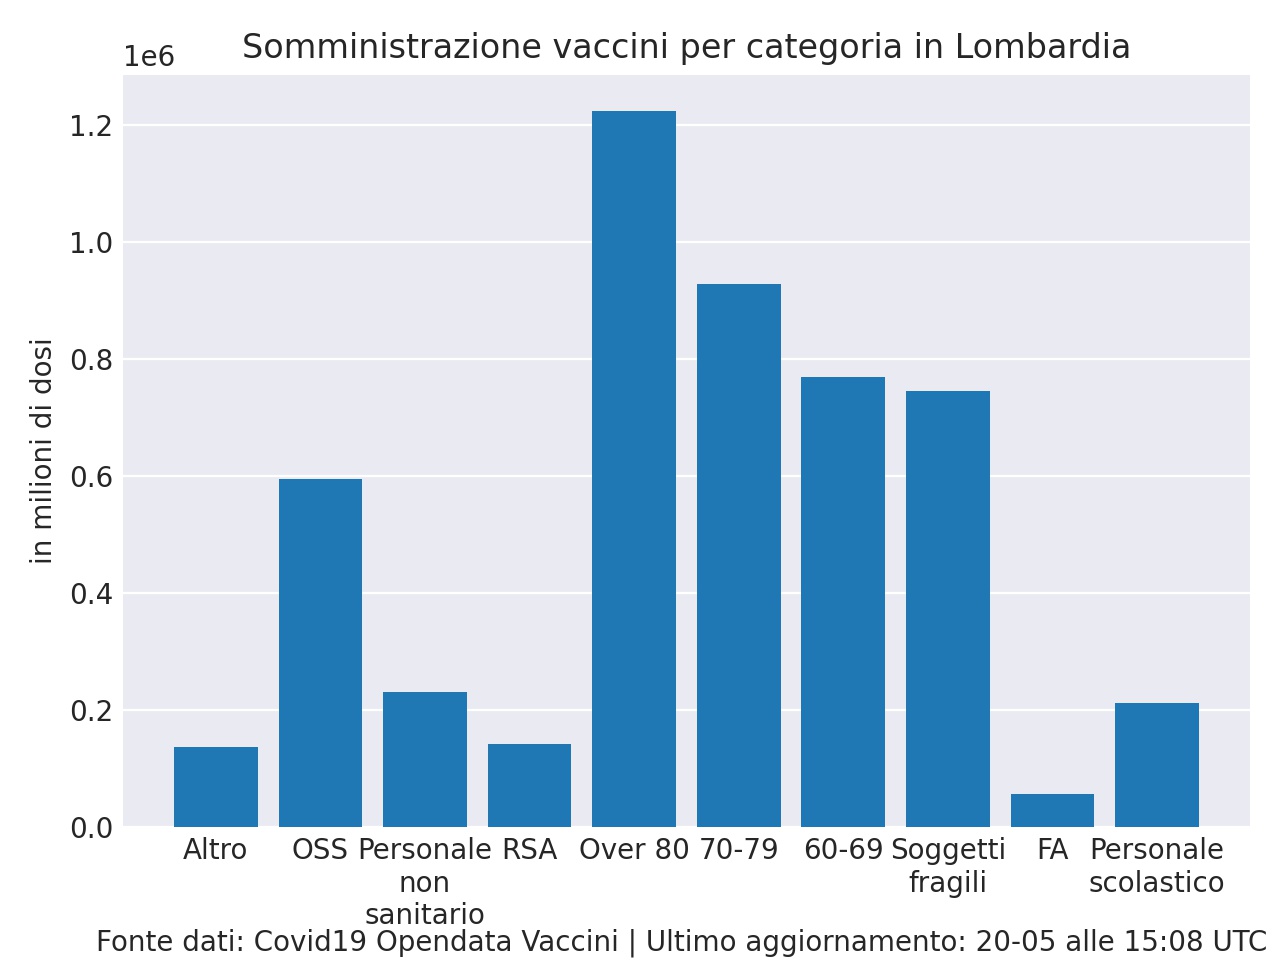 Somministrazione vaccini per categoria in Lombardia
1e6
1.2
1.0
0.8
0.6
0.4
0.2
0.0
in milioni di dosi
Altro
OSS
Personale
non
sanitario
RSA
Over 80
70-79
60-69
Soggetti
fragili
FA
Personale
scolastico
Fonte dati: Covid19 Opendata Vaccini | Ultimo aggiornamento: 20-05 alle 15:08 UTC